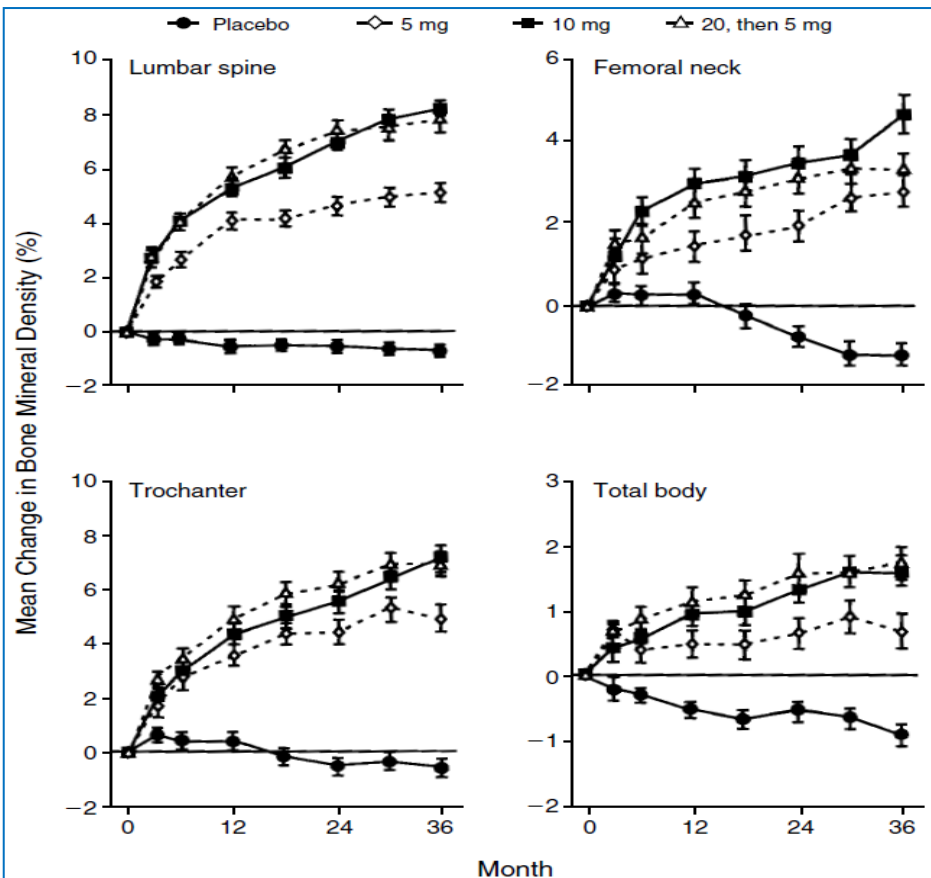 Placebo 5 mg 10 mg 20, then 5 mg
Mean Change in Bone Mineral Density (%)
Lumbar spine
10
8
6
4
2
0
−2
Femoral neck
6
4
2
0
−2
Trochanter
10
8
6
4
2
0
−2
0 12 24 36
Total body
3
2
1
0
−1
−2
0 12 24 36
Month